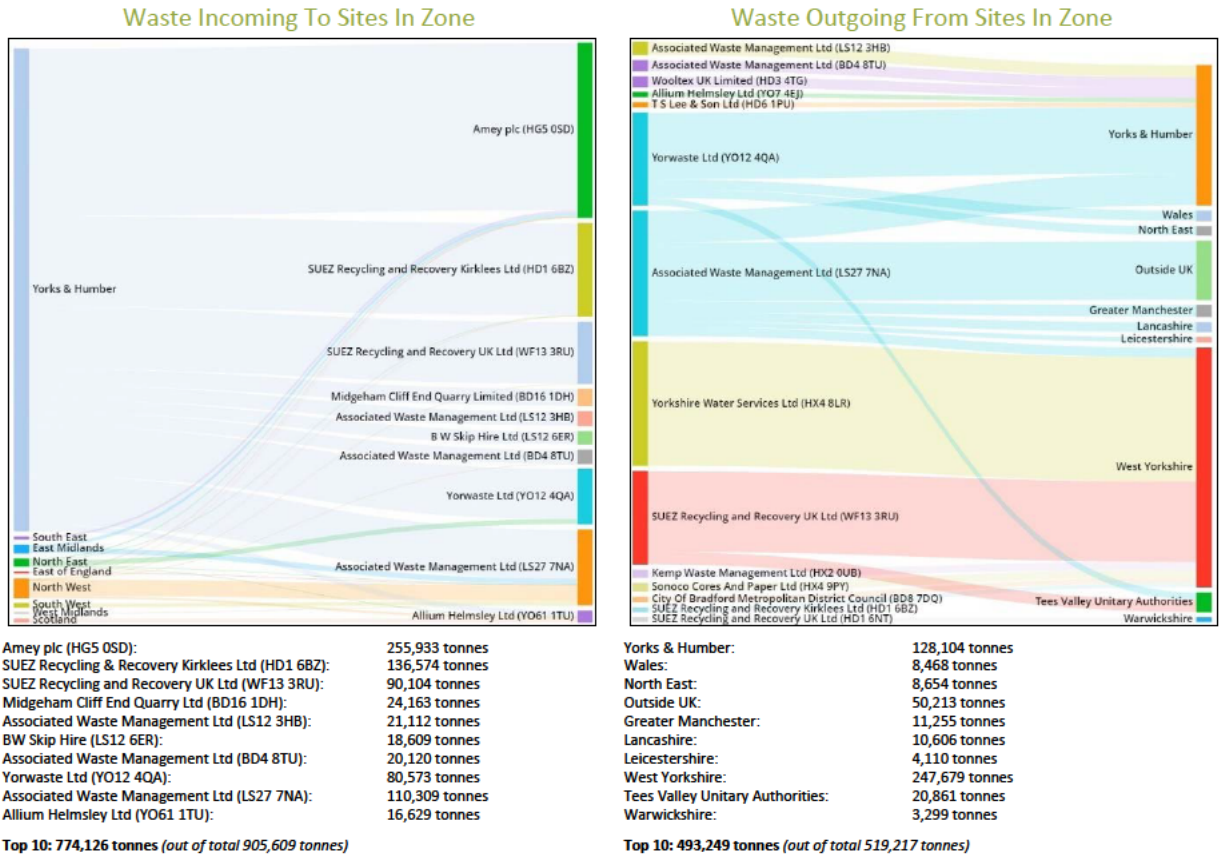 Waste Incoming To Sites In Zone
Yorks & Humber
South East
East Midlands
North East
East of England
North West
South West
West Midlands
Scotland
Amey plc (HG5 0SD)
SUEZ Recycling and Recovery Kirklees Ltd (HD1 6BZ)
SUEZ Recycling and Recovery UK Ltd (WF13 3RU)
Midgeham Cliff End Quarry Limited (BD16 1DH)
Associated Waste Management Ltd (LS12 3HB)
B W Skip Hire Ltd (LS12 6ER)
Associated Waste Management Ltd (BD4 8TU)
Yorwaste Ltd (YO12 4QA)
Associated Waste Management Ltd (LS27 7NA)
Allium Helmsley Ltd (YO61 1TU)
Amey plc (HG5 0SD): 255,933 tonnes
SUEZ Recycling & Recovery Kirklees Ltd (HD1 6BZ): 136,574 tonnes
SUEZ Recycling and Recovery UK Ltd (WF13 3RU): 90,104 tonnes
Midgeham Cliff End Quarry Ltd (BD16 1DH): 24,163 tonnes
Associated Waste Management Ltd (LS12 3HB): 21,112 tonnes
BW Skip Hire (LS12 6ER): 18,609 tonnes
Associated Waste Management Ltd (BD4 8TU): 20,120 tonnes
Yorwaste Ltd (YO12 4QA): 80,573 tonnes
Associated Waste Management Ltd (LS27 7NA): 110,309 tonnes
Allium Helmsley Ltd (YO61 1TU): 16,629 tonnes
Top 10: 774,126 tonnes (out of total 905,609 tonnes)
Waste Outgoing From Sites In Zone
Associated Waste Management Ltd (LS12 3HB)
Associated Waste Management Ltd (BD4 8TU)
Wooltex UK Limited (HD3 4TG)
Allium Helmsley Ltd (YO7 4EJ)
T S Lee & Son Ltd (HD6 1PU)
Yorwaste Ltd (YO12 4QA)
Associated Waste Management Ltd (LS27 7NA)
Yorkshire Water Services Ltd (HX4 8LR)
SUEZ Recycling and Recovery UK Ltd (WF13 3RU)
Kemp Waste Management Ltd (HX2 0UB)
Sonoco Cores And Paper Ltd (HX4 9PY)
City Of Bradford Metropolitan District Council (BD8 7DQ)
SUEZ Recycling and Recovery Kirklees Ltd (HD1 6BZ)
SUEZ Recycling and Recovery UK Ltd (HD1 6NT)
Yorks & Humber
Wales
North East
Outside UK
Greater Manchester
Lancashire
Leicestershire
West Yorkshire
Tees Valley Unitary Authorities
Warwickshire
Yorks & Humber: 128,104 tonnes
Wales: 8,468 tonnes
North East: 8,654 tonnes
Outside UK: 50,213 tonnes
Greater Manchester: 11,255 tonnes
Lancashire: 10,606 tonnes
Leicestershire: 4,110 tonnes
West Yorkshire: 247,679 tonnes
Tees Valley Unitary Authorities: 20,861 tonnes
Warwickshire: 3,299 tonnes
Top 10: 493,249 tonnes (out of total 519,217 tonnes)